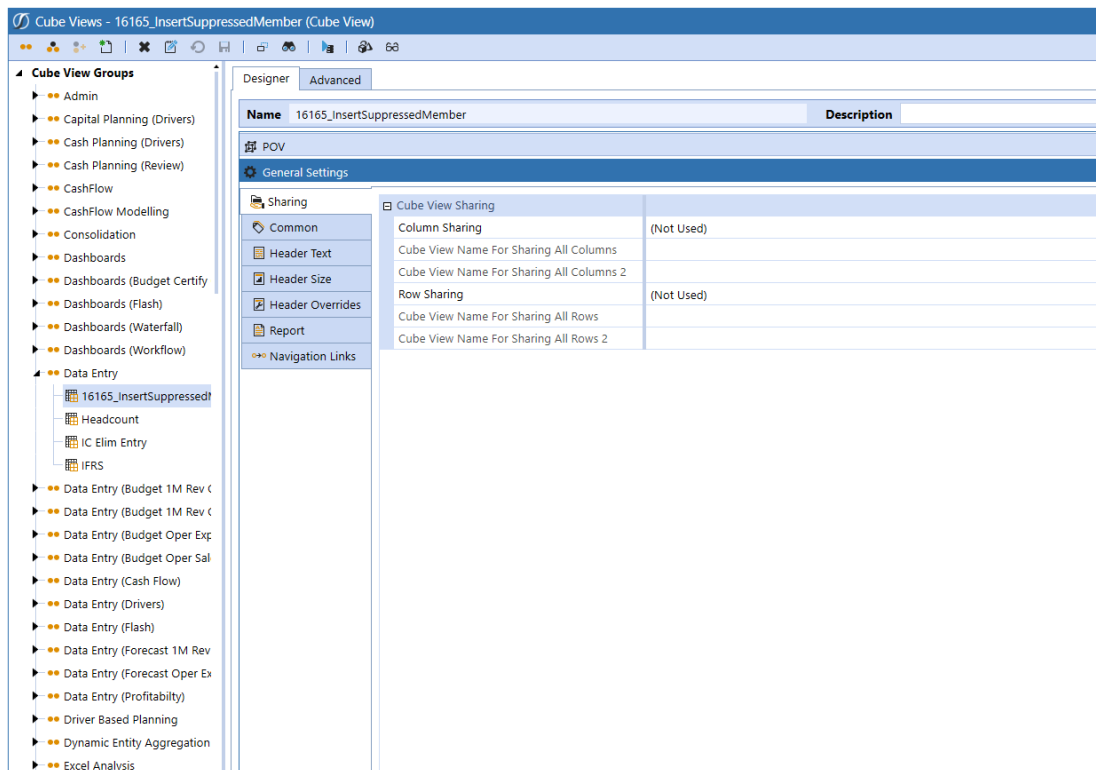 Cube Views - 16165_InsertSuppressedMember (Cube View)
Cube View Groups
Admin
Capital Planning (Drivers)
Cash Planning (Drivers)
Cash Planning (Review)
CashFlow
CashFlow Modelling
Consolidation
Dashboards
Dashboards (Budget Certify
Dashboards (Flash)
Dashboards (Waterfall)
Dashboards (Workflow)
Data Entry
16165_InsertSuppressedM
Headcount
IC Elim Entry
IFRS
Data Entry (Budget 1M Rev C
Data Entry (Budget 1M Rev C
Data Entry (Budget Oper Exp
Data Entry (Budget Oper Sal
Data Entry (Cash Flow)
Data Entry (Drivers)
Data Entry (Flash)
Data Entry (Forecast 1M Rev
Data Entry (Forecast Oper Ex
Data Entry (Profitabilty)
Driver Based Planning
Dynamic Entity Aggregation
Excel Analysis
Designer Advanced
Name 16165_InsertSuppressedMember Description
POV
General Settings
Sharing
Common
Header Text
Header Size
Header Overrides
Report
Navigation Links
Cube View Sharing
Column Sharing (Not Used)
Cube View Name For Sharing All Columns
Cube View Name For Sharing All Columns 2
Row Sharing (Not Used)
Cube View Name For Sharing All Rows
Cube View Name For Sharing All Rows 2